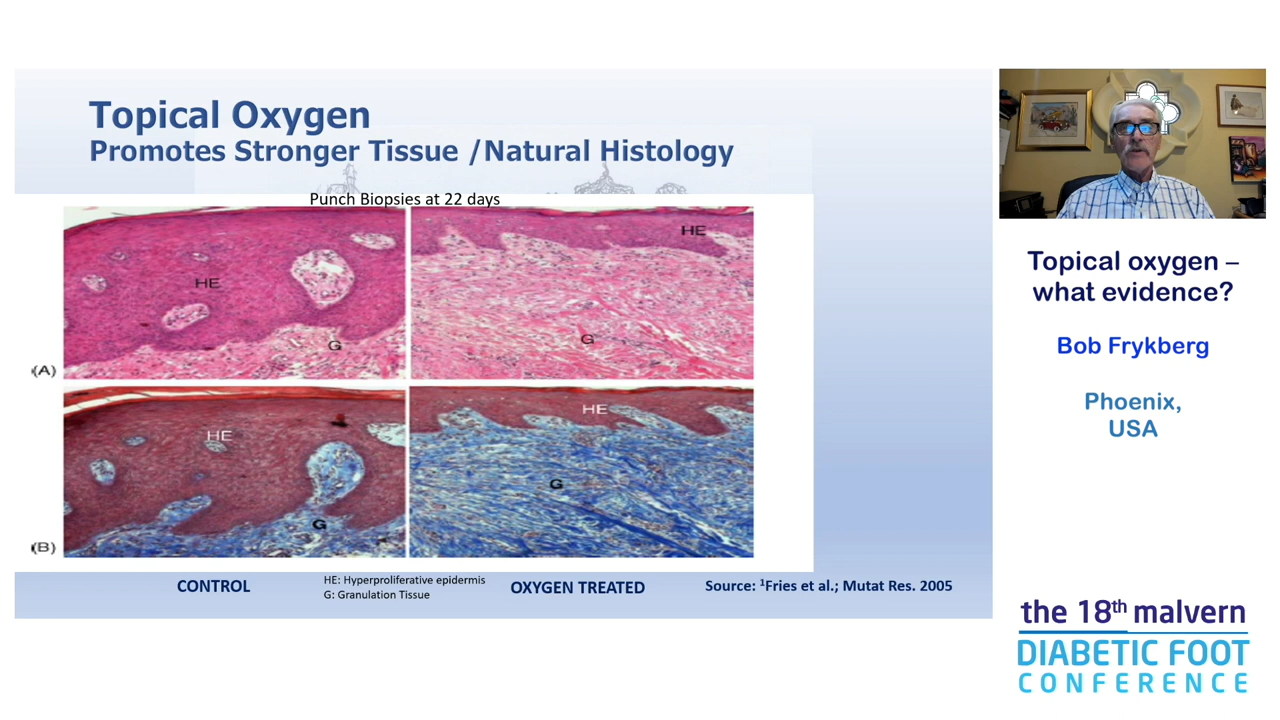 Topical Oxygen
Promotes Stronger Tissue /Natural Histology
Punch Biopsies at 22 days
HE
HE
G
G
(A)
HE
HE
G
G
(B)
CONTROL
HE: Hyperproliferative epidermis
G: Granulation Tissue
OXYGEN TREATED
Source: ¹Fries et al.; Mutat Res. 2005
Topical oxygen –
what evidence?
Bob Frykberg
Phoenix,
USA
the 18th malvern
DIABETIC FOOT
CONFERENCE